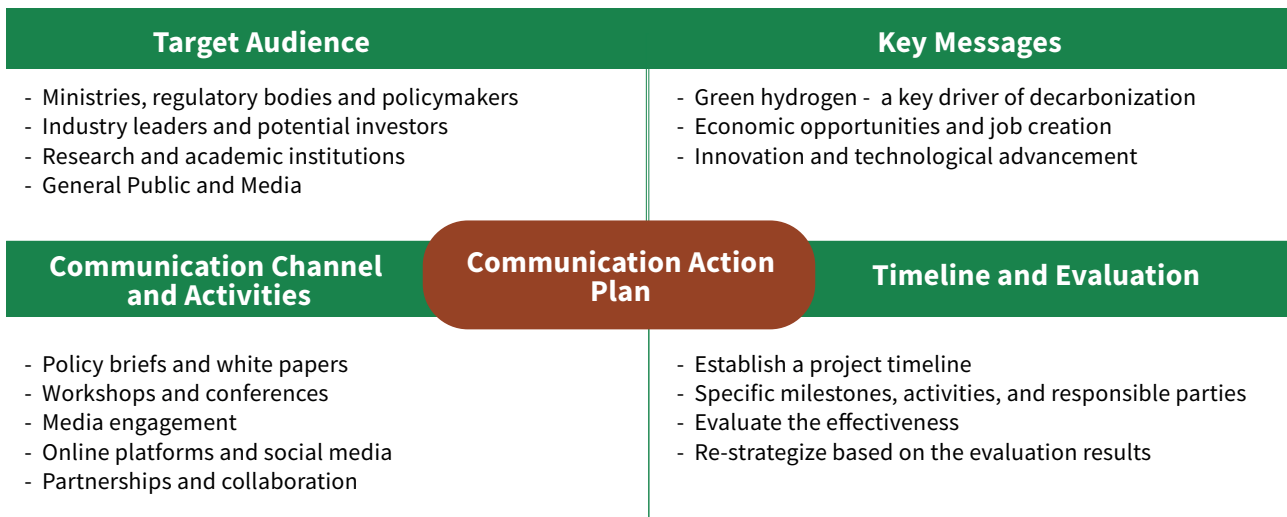 Target Audience
- Ministries, regulatory bodies and policymakers
- Industry leaders and potential investors
- Research and academic institutions
- General Public and Media
Key Messages
- Green hydrogen - a key driver of decarbonization
- Economic opportunities and job creation
- Innovation and technological advancement
Communication Action
Plan
Communication Channel
and Activities
- Policy briefs and white papers
- Workshops and conferences
- Media engagement
- Online platforms and social media
- Partnerships and collaboration
Timeline and Evaluation
- Establish a project timeline
- Specific milestones, activities, and responsible parties
- Evaluate the effectiveness
- Re-strategize based on the evaluation results